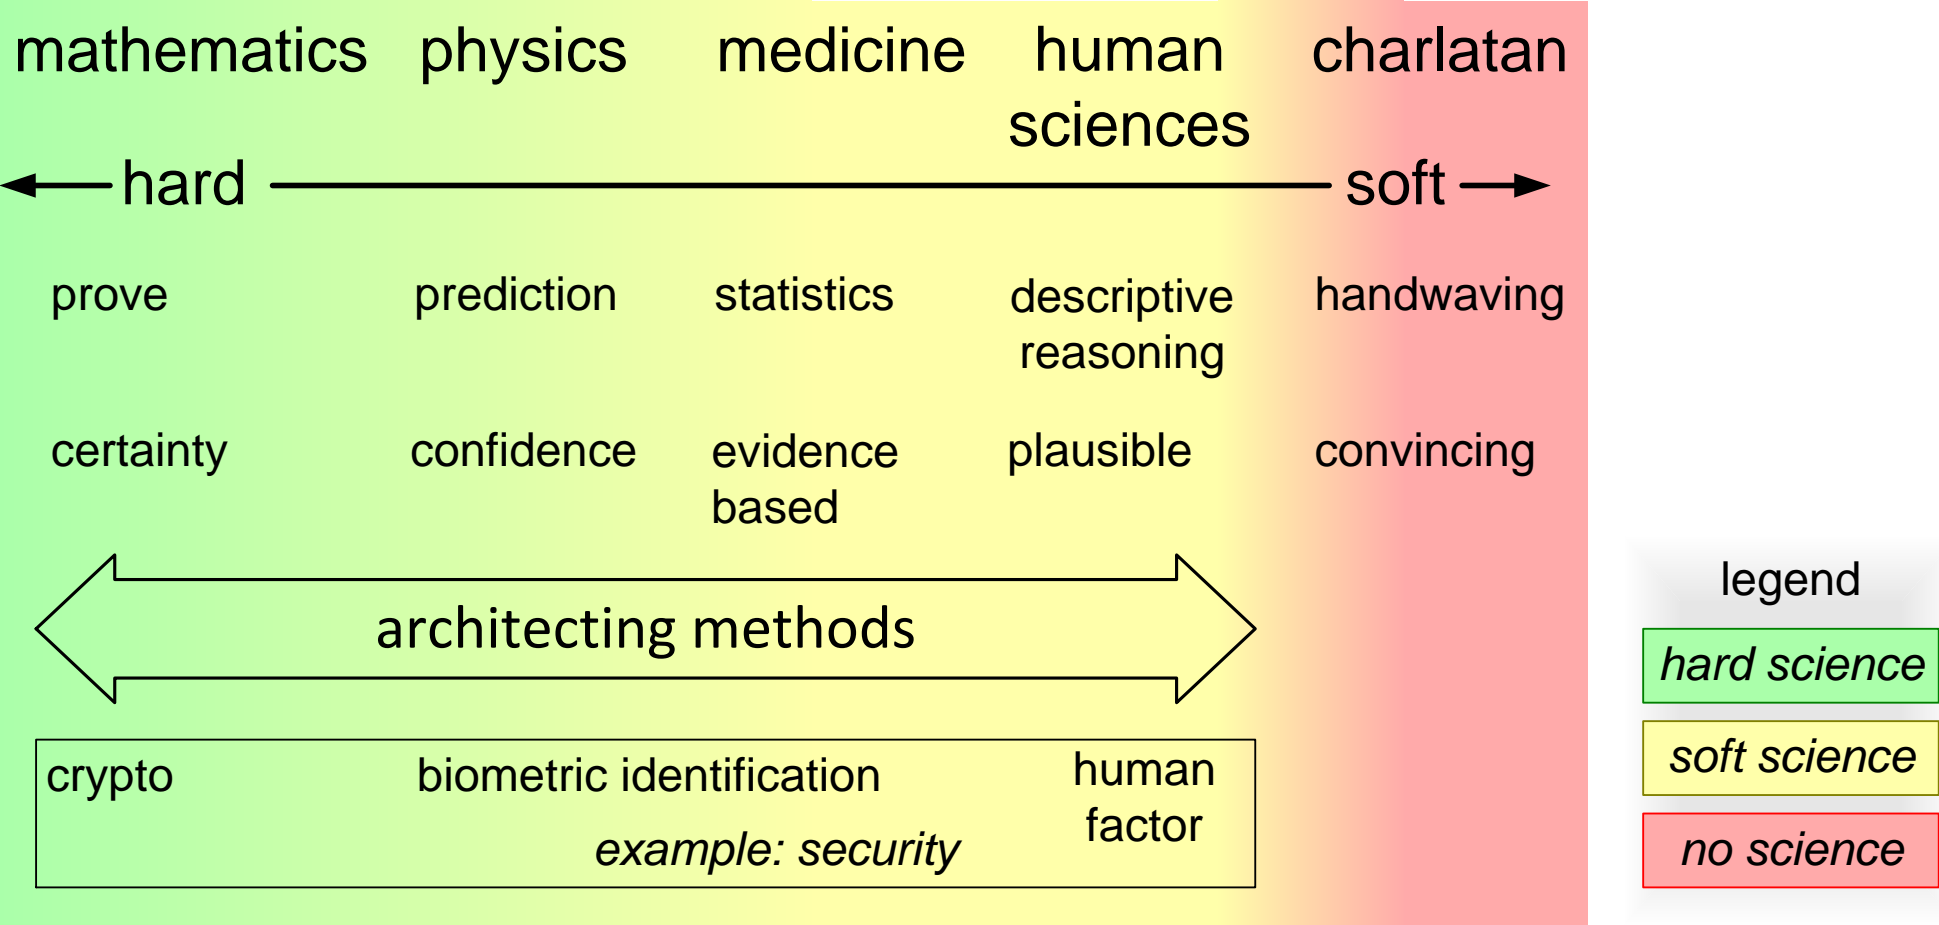 mathematics physics medicine human sciences charlatan
hard soft
prove prediction statistics descriptive reasoning handwaving
certainty confidence evidence based plausible convincing
architecting methods
crypto biometric identification human factor
example: security
legend
hard science
soft science
no science